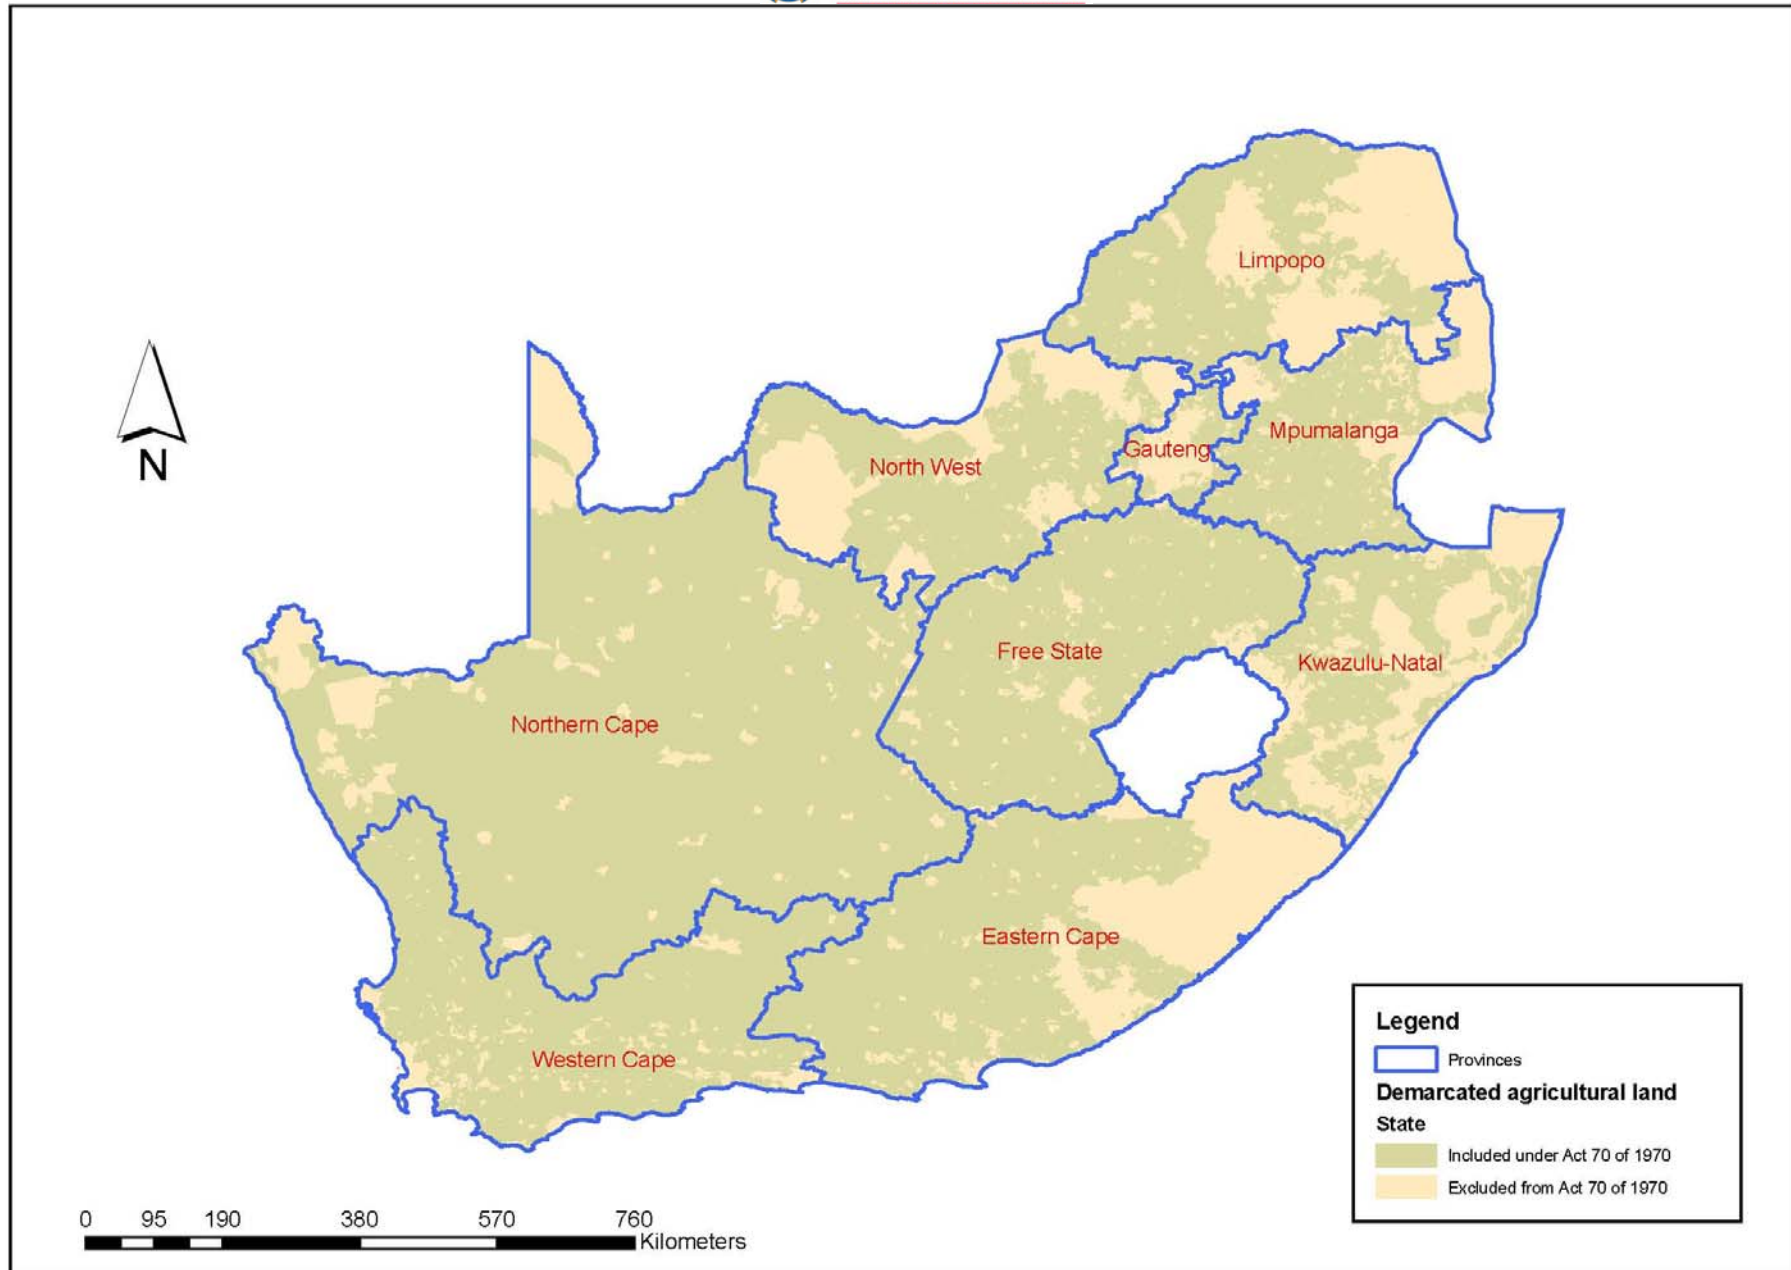 Limpopo
Mpumalanga
Gauteng
North West
N
Free State
Kwazulu-Natal
Northern Cape
Eastern Cape
Western Cape
Legend
Provinces
Demarcated agricultural land
State
Included under Act 70 of 1970
Excluded from Act 70 of 1970
0 95 190 380 570 760
Kilometers